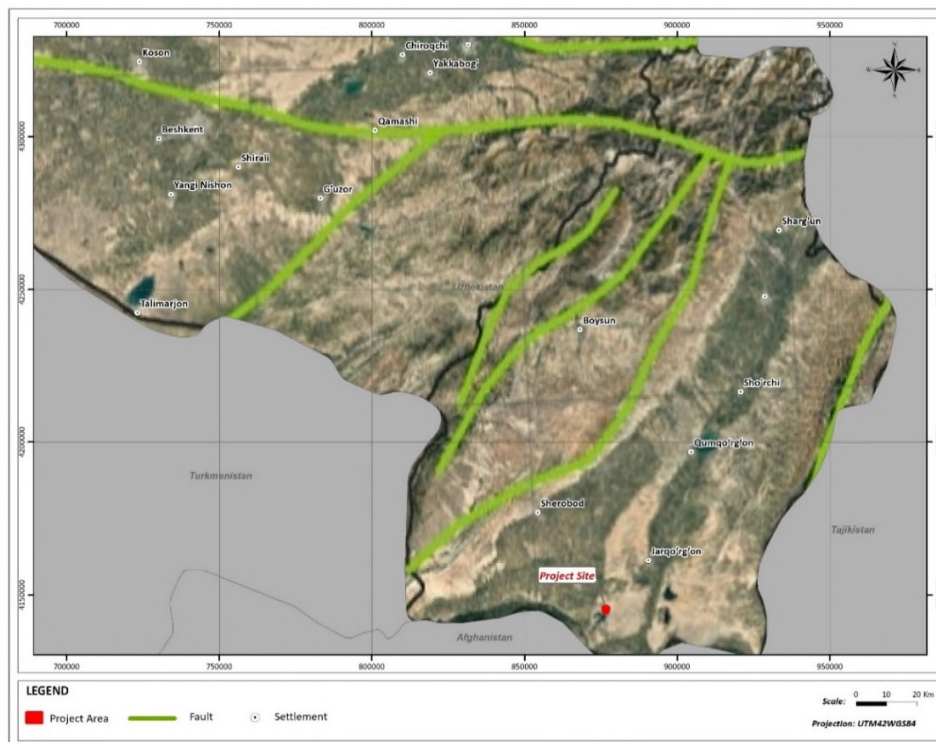 700000 750000 800000 850000 900000 950000
Koson
Chiroqchi
Yakkabog'
Qamashi
4300000
Beshkent
Shirali
Yangi Nishon
G'uzor
Sharg'un
4250000
Uzbekistan
Talimarjon
Boysun
Sho'rchi
4200000
Qumqo'rg'on
Turkmenistan
Sherobod
Tajikistan
Jarqo'rg'on
Project Site
4150000
Afghanistan
700000 750000 800000 850000 900000 950000
LEGEND
Project Area Fault Settlement
Scale: 0 10 20 Km
Projection: UTM42WGS84